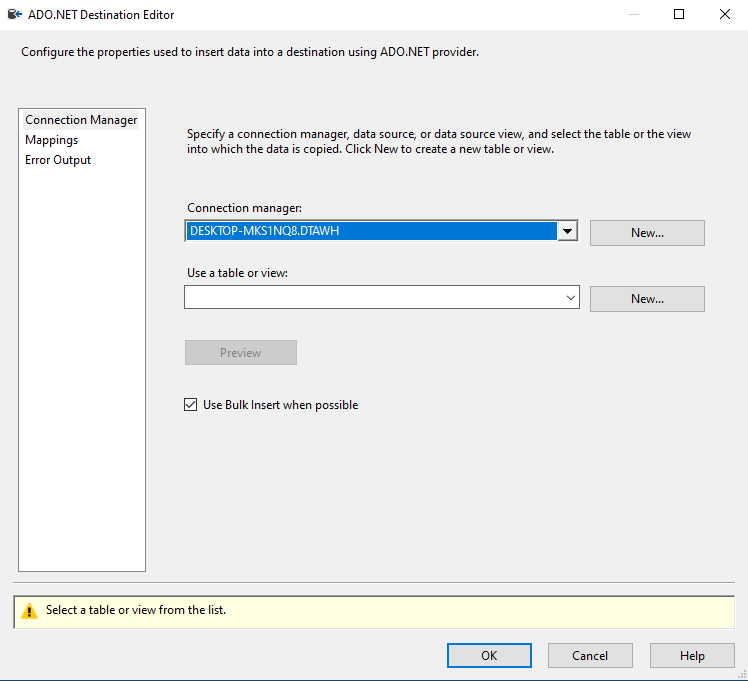 ADO.NET Destination Editor
Configure the properties used to insert data into a destination using ADO.NET provider.
Connection Manager
Mappings
Error Output
Specify a connection manager, data source, or data source view, and select the table or the view
into which the data is copied. Click New to create a new table or view.
Connection manager:
DESKTOP-MKS1NQ8.DTAWH
New...
Use a table or view:
New...
Preview
Use Bulk Insert when possible
Select a table or view from the list.
OK
Cancel
Help